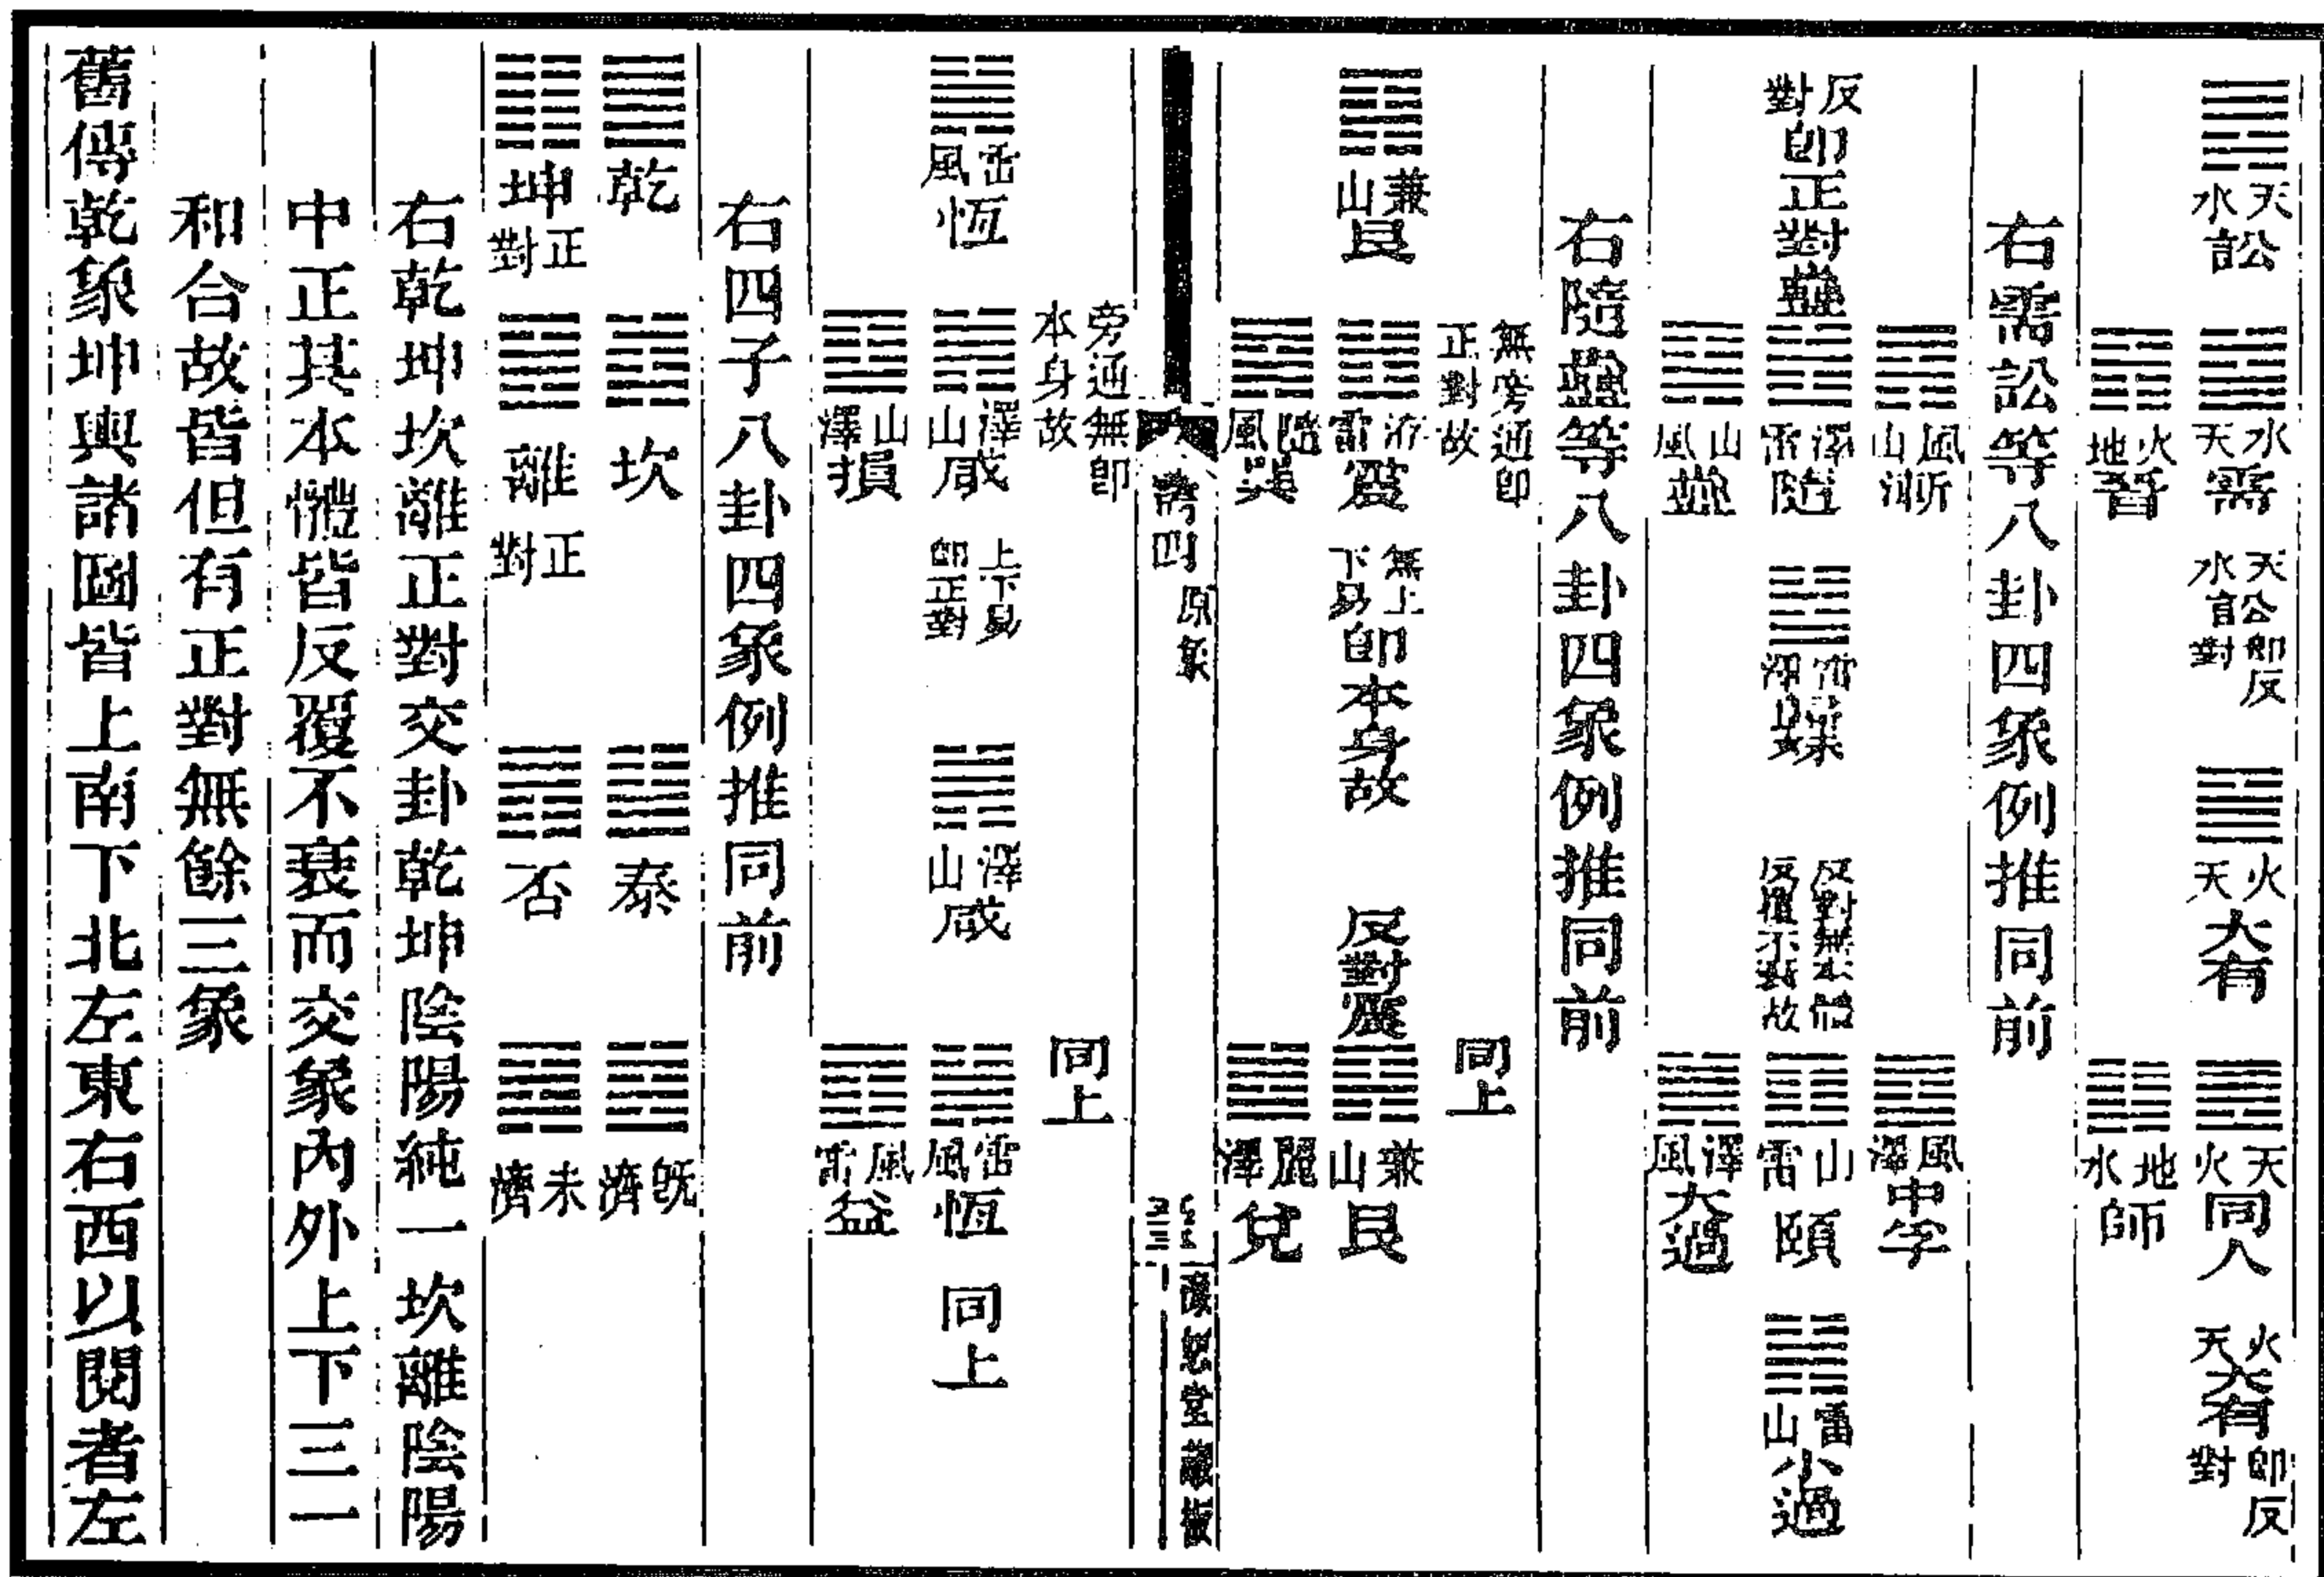 ䷅天水訟 ䷄水天需 天公即反水官對 ䷍火天大有 ䷌天火同人 火天大有即反對
䷢火地晉 ䷆地水師
右需訟等八卦四象例推同前
䷴風山漸 ䷼風澤中孚
反對即正對蠱 ䷐澤雷隨 ䷵雷澤歸妹 反對無本體反覆不衰故 ䷚山雷頤 ䷽雷山小過
䷑山風蠱 ䷛澤風大過
右隨蠱等八卦四象例推同前
無旁通即正對故 同上
䷳兼山艮 ䷲洊雷震 無上下易即本身故 反對震 ䷳兼山艮
䷸隨風巽 ䷹麗澤兌
原象
旁通無即本身故 同上
䷟雷風恆 ䷞澤山咸 上下易即正對 ䷞澤山咸 ䷟雷風恆 同上
䷨山澤損 ䷩風雷益
右四子八卦四象例推同前
䷀乾 ䷜坎 ䷊泰 ䷾既濟
䷁坤正對 ䷝離正對 ䷋否 ䷿未濟
右乾坤坎離正對交卦乾坤陰陽純一坎離陰陽
中正其本體皆反覆不衰而交象內外上下三一
和合故皆但有正對無餘三象
舊傳乾象坤輿諸圖皆上南下北左東右西以閱者左